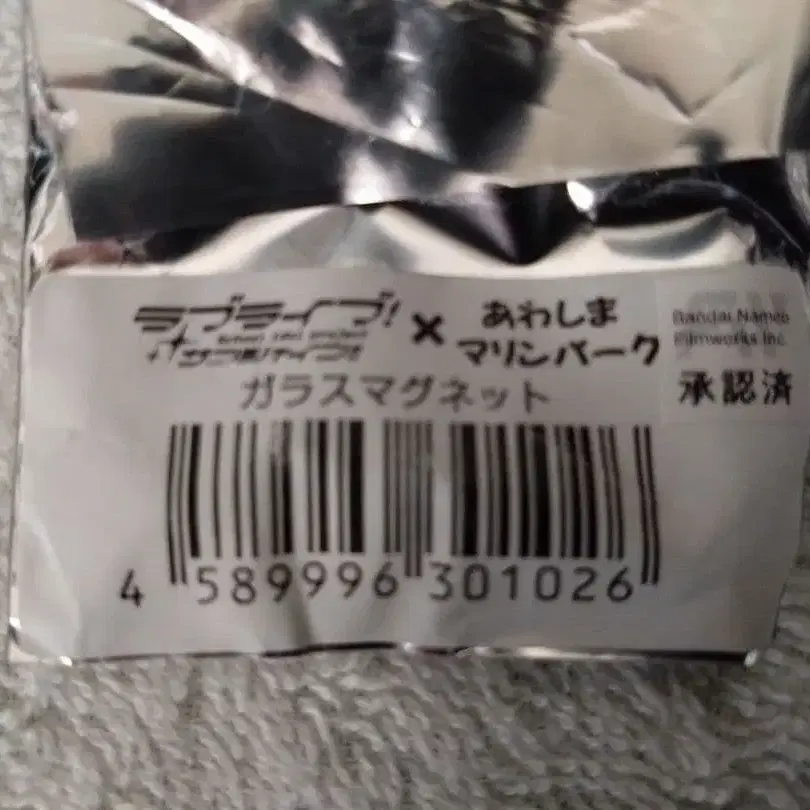 ラブライブ!
サンシャイン!!
×
あわしま
マリンパーク
Bandai Namco
Filmworks Inc.
承認済
ガラスマグネット
4 589996 301026